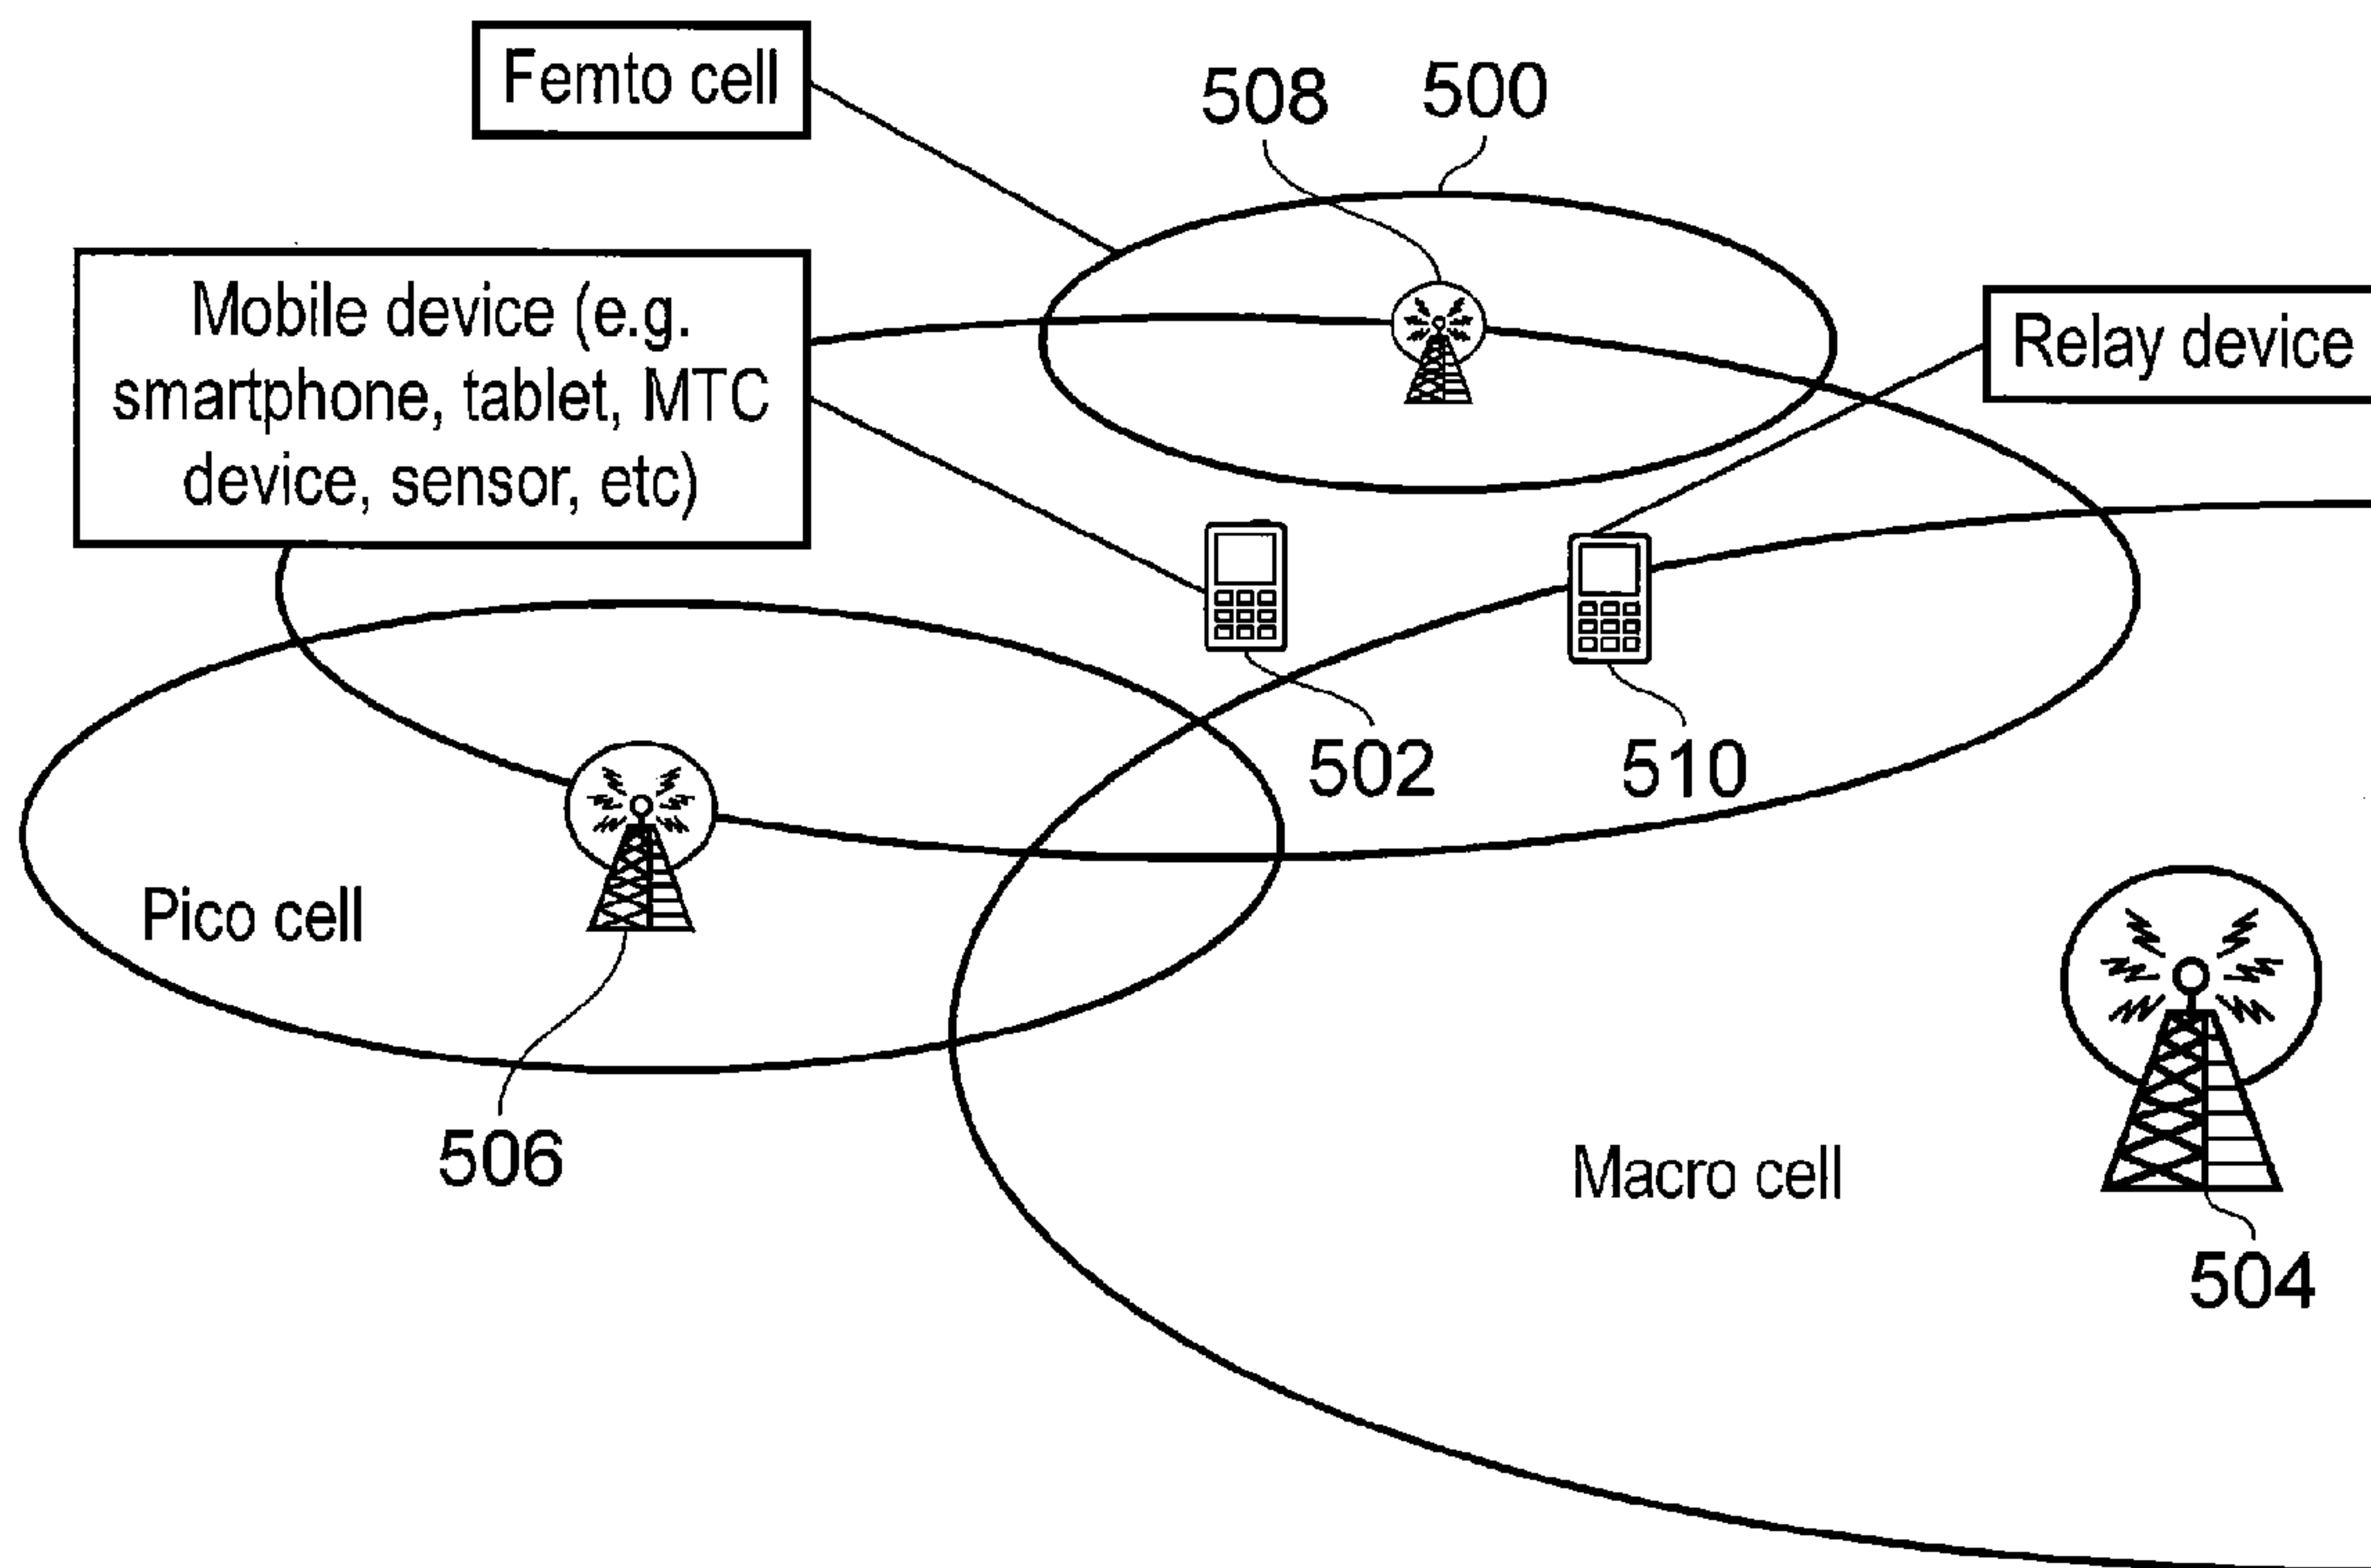 Femto cell
508
500
Mobile device (e.g.
smartphone, tablet, MTC
device, sensor, etc)
Relay device
502
510
Pico cell
506
Macro cell
504